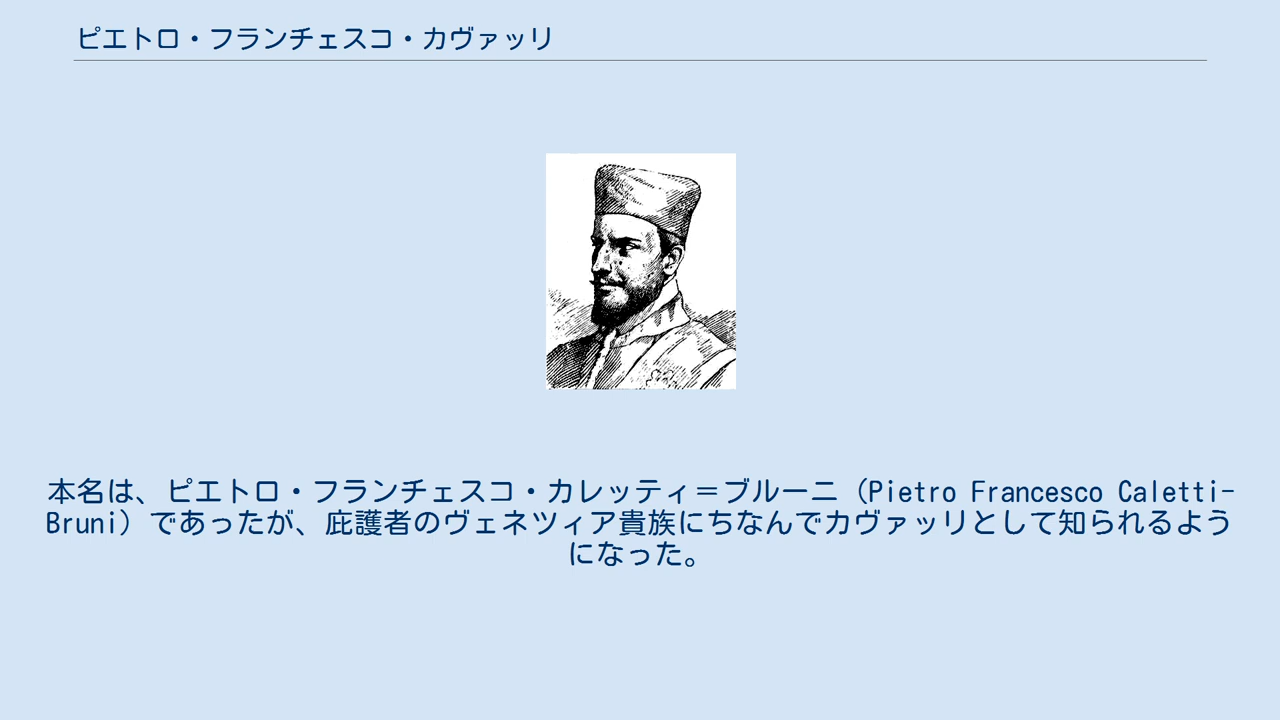 ピエトロ・フランチェスコ・カヴァッリ
本名は、ピエトロ・フランチェスコ・カレッティ＝ブルーニ（Pietro Francesco Caletti-
Bruni）であったが、庇護者のヴェネツィア貴族にちなんでカヴァッリとして知られるよう
になった。